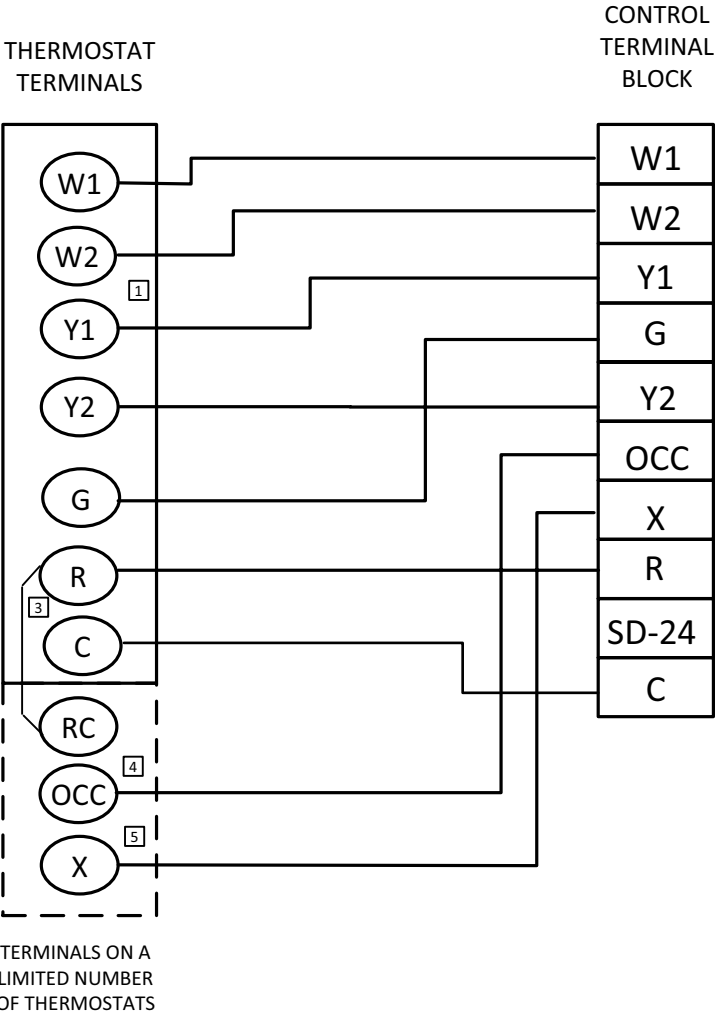 THERMOSTAT
TERMINALS
W1
W2
1
Y1
Y2
G
R
3
C
RC
4
OCC
5
X
TERMINALS ON A
LIMITED NUMBER
OF THERMOSTATS
CONTROL
TERMINAL
BLOCK
W1
W2
Y1
G
Y2
OCC
X
R
SD-24
C